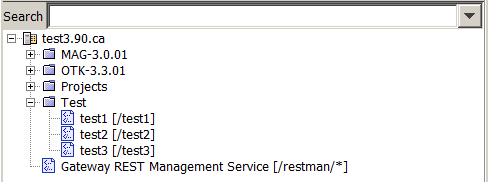 Search
test3.90.ca
MAG-3.0.01
OTK-3.3.01
Projects
Test
test1 [/test1]
test2 [/test2]
test3 [/test3]
Gateway REST Management Service [/restman/*]